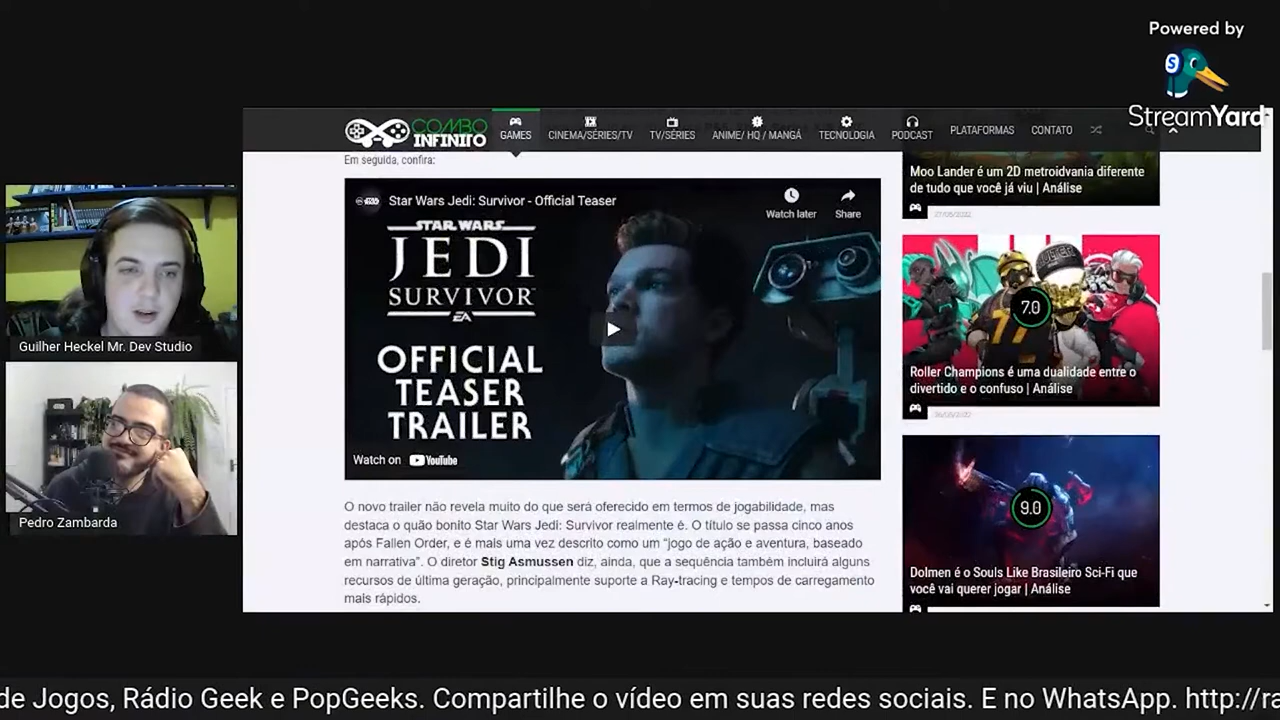 Powered by
StreamYard
COMBO
INFINITO
GAMES
CINEMA/SÉRIES/TV
TV/SÉRIES
ANIME/ HQ / MANGÁ
TECNOLOGIA
PODCAST
PLATAFORMAS
CONTATO
Em seguida, confira:
Star Wars Jedi: Survivor - Official Teaser
Watch later
Share
STAR WARS
JEDI
SURVIVOR
EA
OFFICIAL
TEASER
TRAILER
Watch on YouTube
O novo trailer não revela muito do que será oferecido em termos de jogabilidade, mas
destaca o quão bonito Star Wars Jedi: Survivor realmente é. O título se passa cinco anos
após Fallen Order, e é mais uma vez descrito como um “jogo de ação e aventura, baseado
em narrativa”. O diretor Stig Asmussen diz, ainda, que a sequência também incluirá alguns
recursos de última geração, principalmente suporte a Ray-tracing e tempos de carregamento
mais rápidos.
Moo Lander é um 2D metroidvania diferente
de tudo que você já viu | Análise
7.0
Roller Champions é uma dualidade entre o
divertido e o confuso | Análise
9.0
Dolmen é o Souls Like Brasileiro Sci-Fi que
você vai querer jogar | Análise
Guilher Heckel Mr. Dev Studio
Pedro Zambarda
de Jogos, Rádio Geek e PopGeeks. Compartilhe o vídeo em suas redes sociais. E no WhatsApp. http://ra